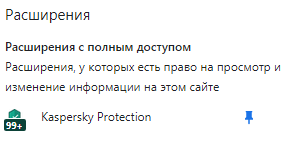 Расширения
Расширения с полным доступом
Расширения, у которых есть право на просмотр и
изменение информации на этом сайте
Kaspersky Protection
99+